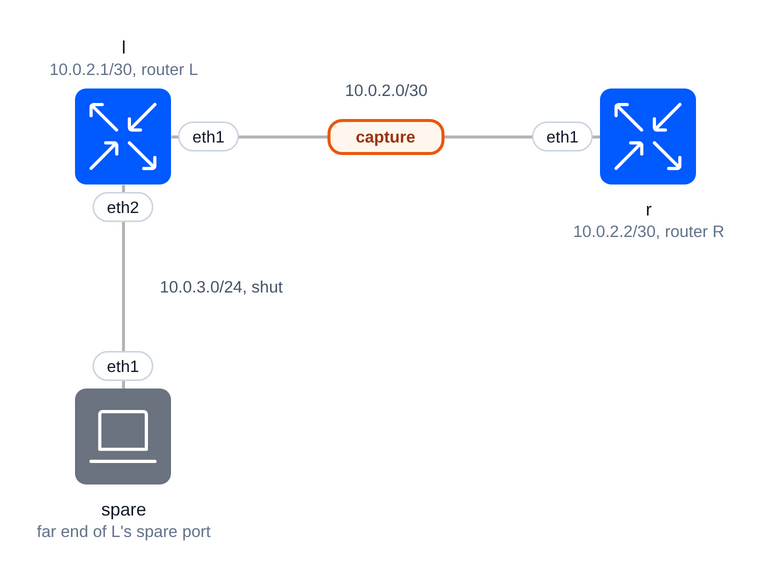 l
10.0.2.1/30, router L
10.0.2.0/30
eth1
capture
eth1
eth2
r
10.0.2.2/30, router R
10.0.3.0/24, shut
eth1
spare
far end of L's spare port